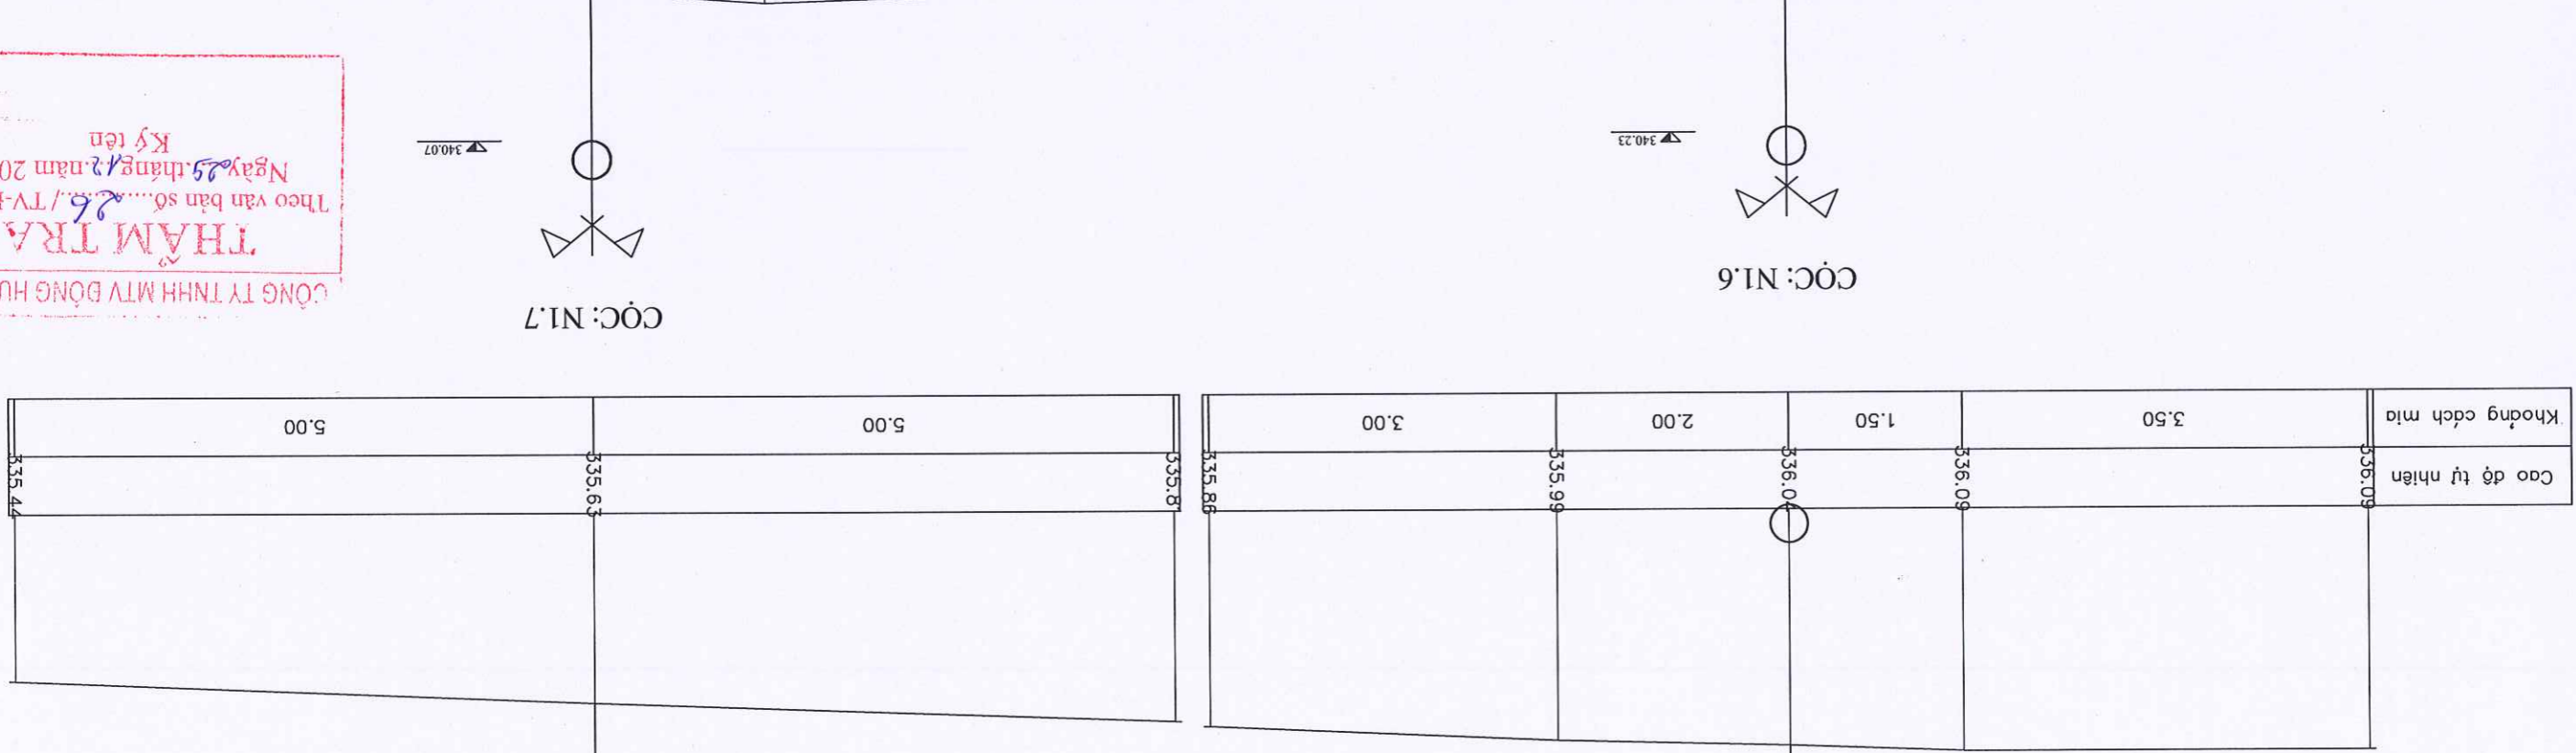 Cao độ tự nhiên 336.09 336.09 336.04 335.99 335.86 335.8 335.63 335.44
Khoảng cách mia 3.50 1.50 2.00 3.00 5.00 5.00
CỌC: N1.6
340.23
CỌC: N1.7
340.07
CÔNG TY TNHH MTV ĐÔNG HU
THẨM TRA
Theo văn bản số....26../TV-
Ngày 25.tháng 12.năm 20
Ký tên